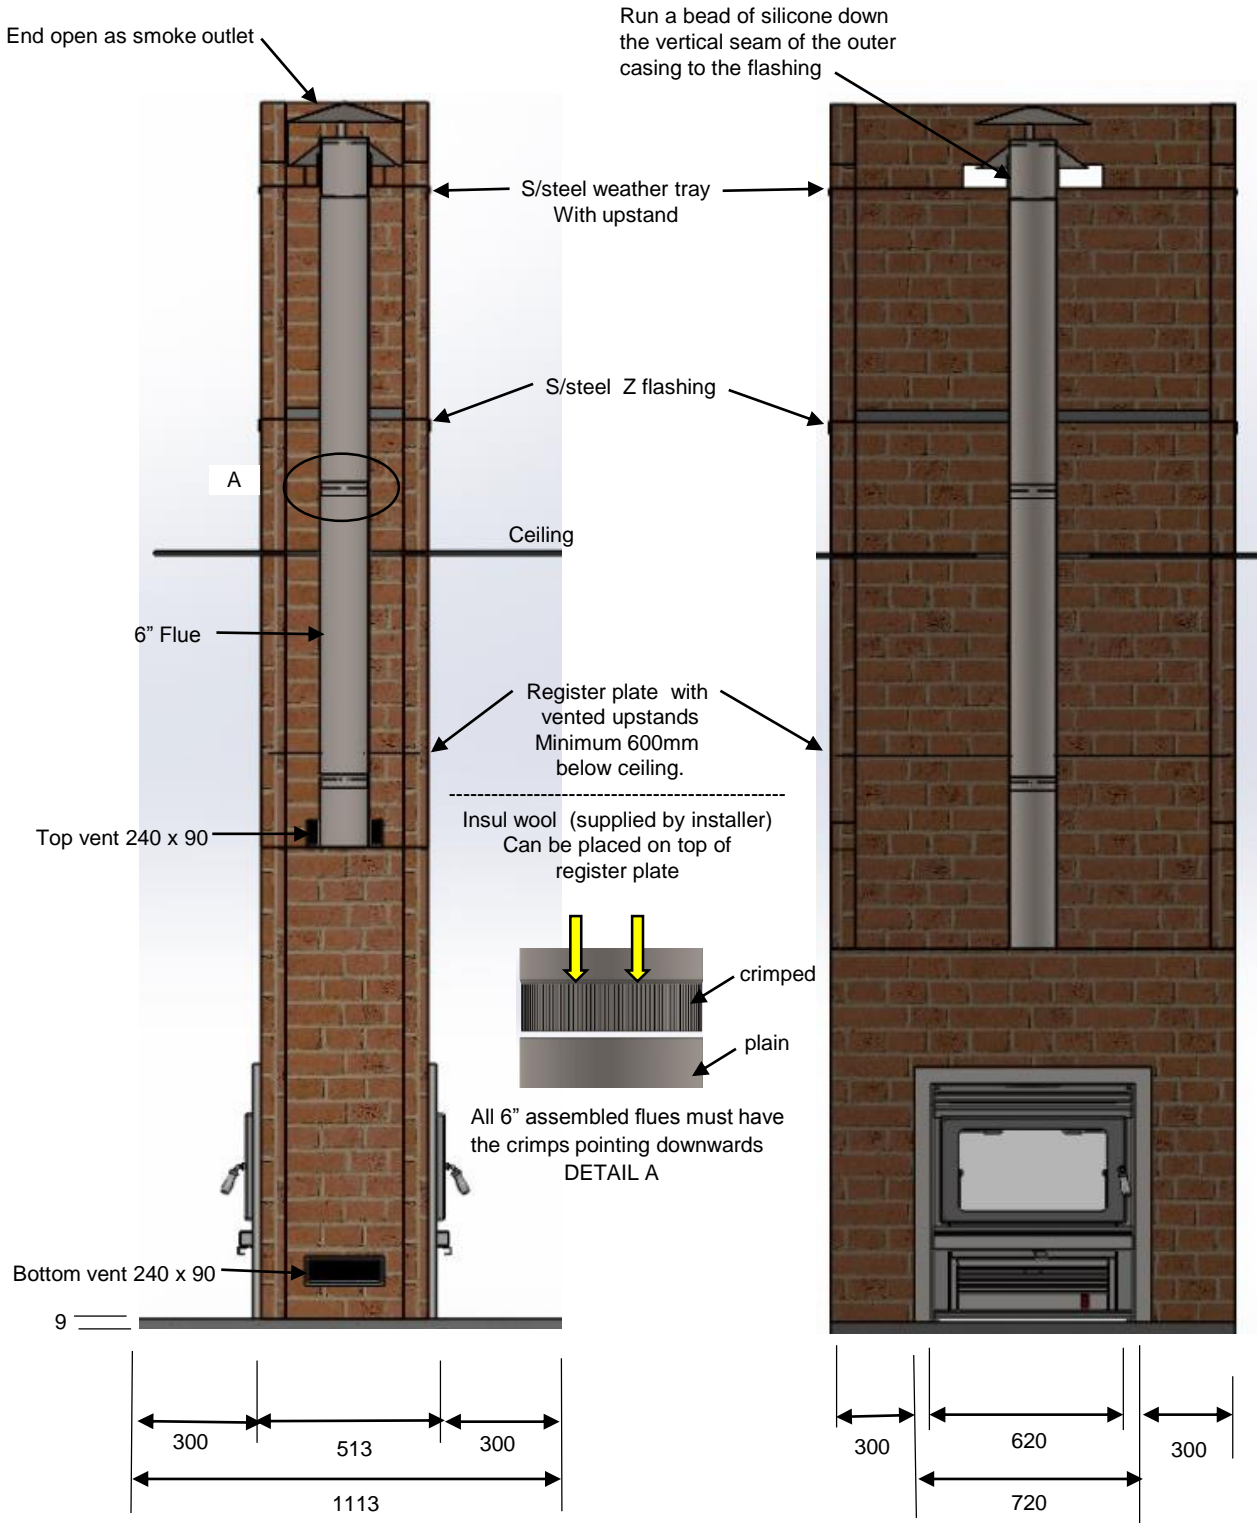 End open as smoke outlet
Run a bead of silicone down
the vertical seam of the outer
casing to the flashing
S/steel weather tray
With upstand
S/steel Z flashing
A
Ceiling
6” Flue
Register plate with
vented upstands
Minimum 600mm
below ceiling.
Insul wool (supplied by installer)
Can be placed on top of
register plate
Top vent 240 x 90
crimped
plain
All 6” assembled flues must have
the crimps pointing downwards
DETAIL A
Bottom vent 240 x 90
9
300
513
300
1113
300
620
300
720